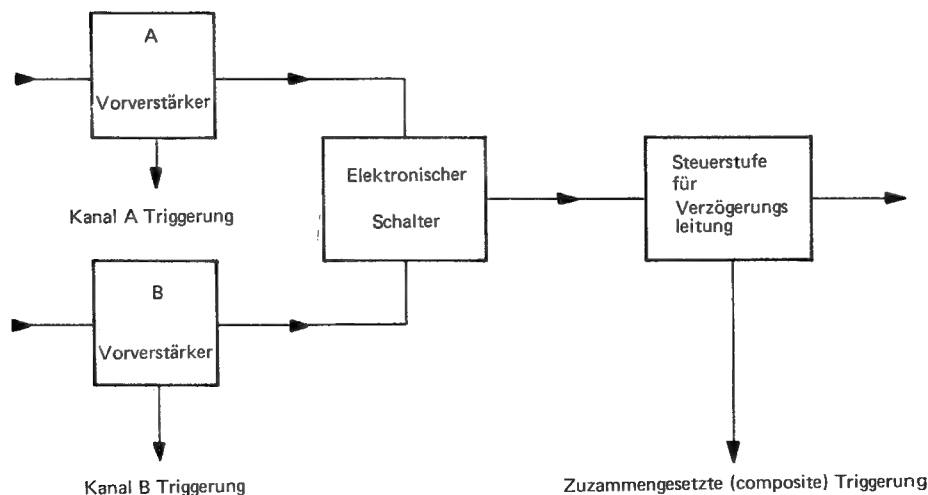 A
Vorverstärker
Kanal A Triggerung
B
Vorverstärker
Kanal B Triggerung
Elektronischer
Schalter
Steuerstufe
für
Verzögerungs
leitung
Zuzammengesetzte (composite) Triggerung